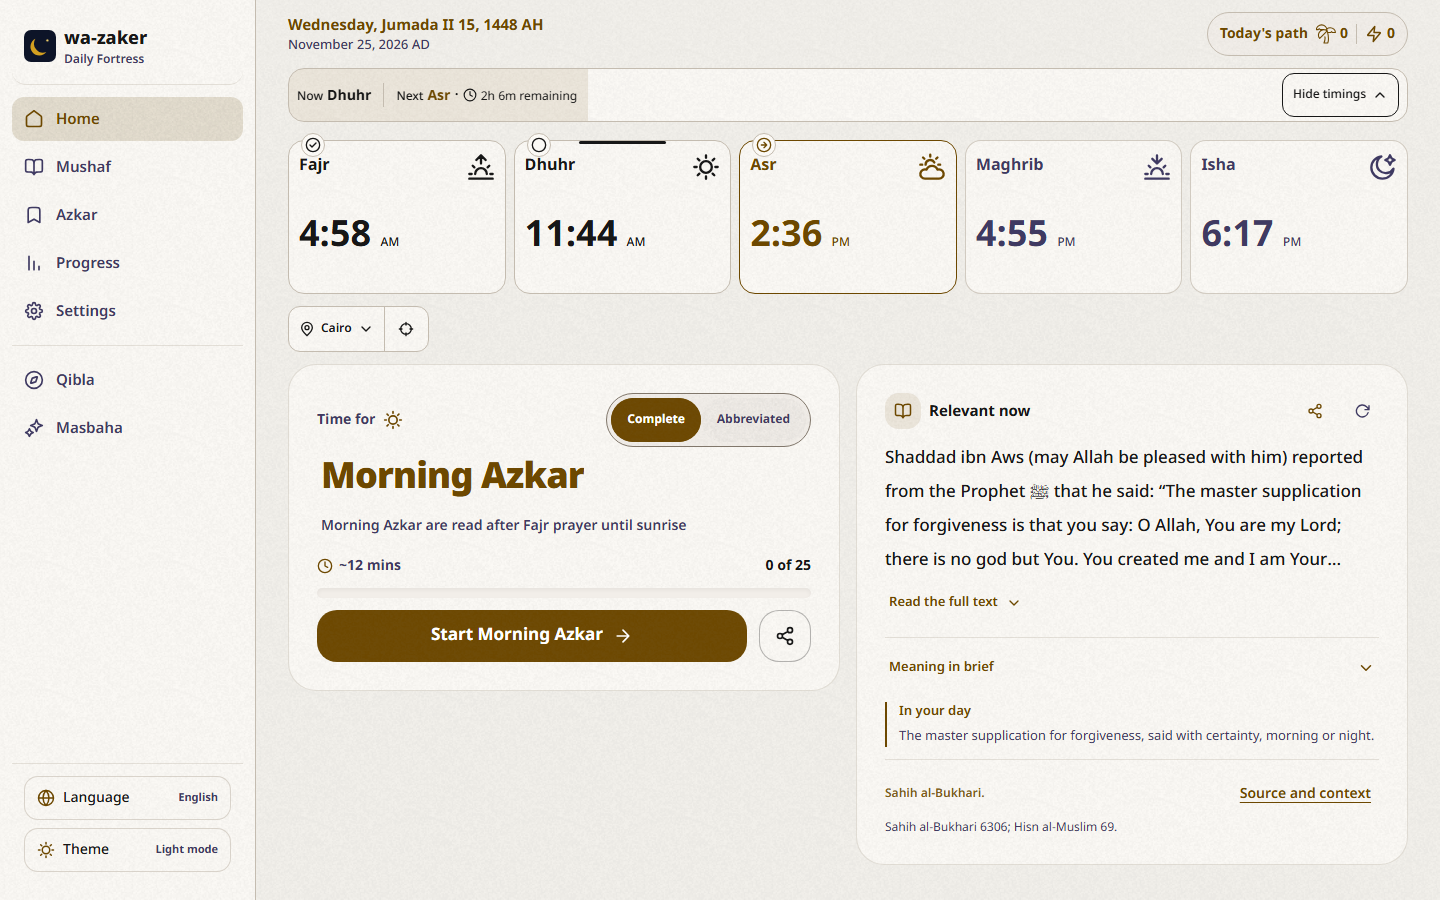 wa-zaker
Daily Fortress
Home
Mushaf
Azkar
Progress
Settings
Qibla
Masbaha
Language English
Theme Light mode
Wednesday, Jumada II 15, 1448 AH
November 25, 2026 AD
Today's path 0 0
Now Dhuhr Next Asr · 2h 6m remaining
Hide timings
Fajr
4:58 AM
Dhuhr
11:44 AM
Asr
2:36 PM
Maghrib
4:55 PM
Isha
6:17 PM
Cairo
Time for
Complete Abbreviated
Morning Azkar
Morning Azkar are read after Fajr prayer until sunrise
~12 mins 0 of 25
Start Morning Azkar
Relevant now
Shaddad ibn Aws (may Allah be pleased with him) reported
from the Prophet ﷺ that he said: “The master supplication
for forgiveness is that you say: O Allah, You are my Lord;
there is no god but You. You created me and I am Your...
Read the full text
Meaning in brief
In your day
The master supplication for forgiveness, said with certainty, morning or night.
Sahih al-Bukhari. Source and context
Sahih al-Bukhari 6306; Hisn al-Muslim 69.